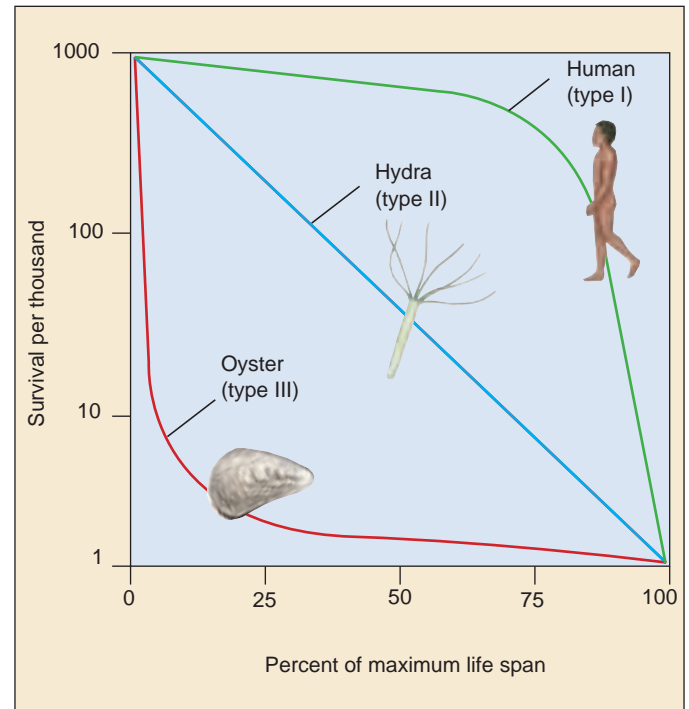 1000
Human
(type I)
Hydra
(type II)
100
Survival per thousand
Oyster
(type III)
10
1
0 25 50 75 100
Percent of maximum life span